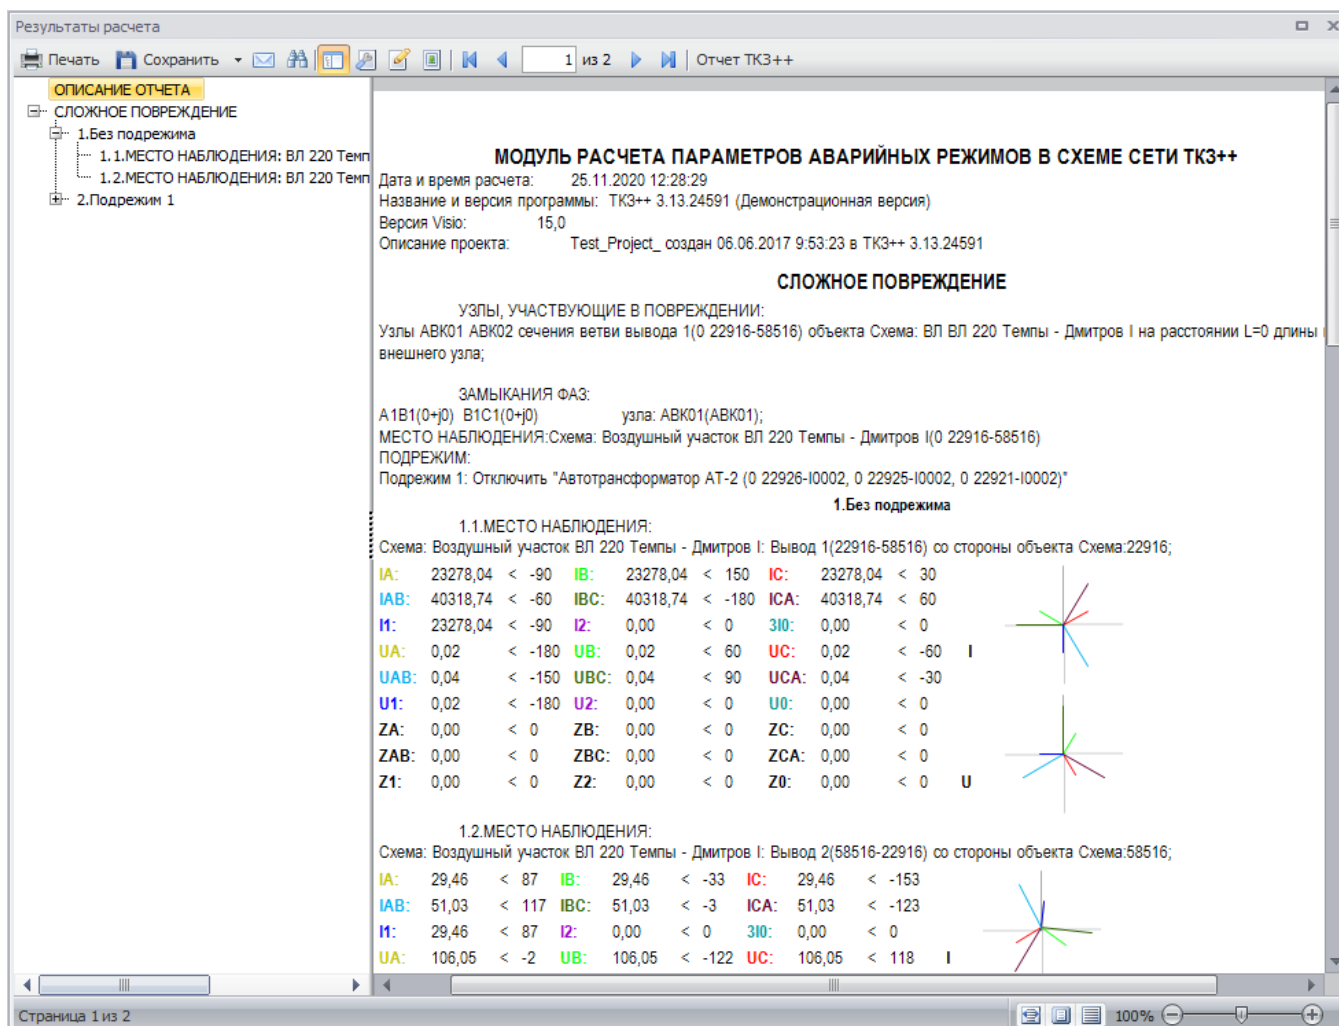 Результаты расчета
Печать Сохранить 1 из 2 Отчет ТКЗ++
ОПИСАНИЕ ОТЧЕТА
СЛОЖНОЕ ПОВРЕЖДЕНИЕ
1.Без подрежима
1.1.МЕСТО НАБЛЮДЕНИЯ: ВЛ 220 Темп
1.2.МЕСТО НАБЛЮДЕНИЯ: ВЛ 220 Темп
2.Подрежим 1
МОДУЛЬ РАСЧЕТА ПАРАМЕТРОВ АВАРИЙНЫХ РЕЖИМОВ В СХЕМЕ СЕТИ ТКЗ++
Дата и время расчета: 25.11.2020 12:28:29
Название и версия программы: ТКЗ++ 3.13.24591 (Демонстрационная версия)
Версия Visio: 15,0
Описание проекта: Test_Project_ создан 06.06.2017 9:53:23 в ТКЗ++ 3.13.24591
СЛОЖНОЕ ПОВРЕЖДЕНИЕ
УЗЛЫ, УЧАСТВУЮЩИЕ В ПОВРЕЖДЕНИИ:
Узлы АВК01 АВК02 сечения ветви вывода 1(0 22916-58516) объекта Схема: ВЛ ВЛ 220 Темпы - Дмитров I на расстоянии L=0 длины
внешнего узла;
ЗАМЫКАНИЯ ФАЗ:
A1B1(0+j0) B1C1(0+j0) узла: АВК01(АВК01);
МЕСТО НАБЛЮДЕНИЯ:Схема: Воздушный участок ВЛ 220 Темпы - Дмитров I(0 22916-58516)
ПОДРЕЖИМ:
Подрежим 1: Отключить "Автотрансформатор АТ-2 (0 22926-I0002, 0 22925-I0002, 0 22921-I0002)"
1.Без подрежима
1.1.МЕСТО НАБЛЮДЕНИЯ:
Схема: Воздушный участок ВЛ 220 Темпы - Дмитров I: Вывод 1(22916-58516) со стороны объекта Схема:22916;
IA: 23278,04 < -90 IB: 23278,04 < 150 IC: 23278,04 < 30
IAB: 40318,74 < -60 IBC: 40318,74 < -180 ICA: 40318,74 < 60
I1: 23278,04 < -90 I2: 0,00 < 0 3I0: 0,00 < 0
UA: 0,02 < -180 UB: 0,02 < 60 UC: 0,02 < -60 I
UAB: 0,04 < -150 UBC: 0,04 < 90 UCA: 0,04 < -30
U1: 0,02 < -180 U2: 0,00 < 0 U0: 0,00 < 0
ZA: 0,00 < 0 ZB: 0,00 < 0 ZC: 0,00 < 0
ZAB: 0,00 < 0 ZBC: 0,00 < 0 ZCA: 0,00 < 0
Z1: 0,00 < 0 Z2: 0,00 < 0 Z0: 0,00 < 0 U
1.2.МЕСТО НАБЛЮДЕНИЯ:
Схема: Воздушный участок ВЛ 220 Темпы - Дмитров I: Вывод 2(58516-22916) со стороны объекта Схема:58516;
IA: 29,46 < 87 IB: 29,46 < -33 IC: 29,46 < -153
IAB: 51,03 < 117 IBC: 51,03 < -3 ICA: 51,03 < -123
I1: 29,46 < 87 I2: 0,00 < 0 3I0: 0,00 < 0
UA: 106,05 < -2 UB: 106,05 < -122 UC: 106,05 < 118 I
Страница 1 из 2 100%